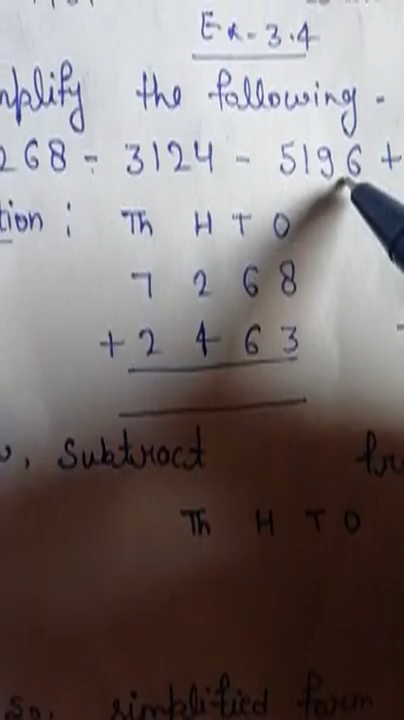 Ex-3.4
mplify the following -
268 - 3124 - 5196 +
tion : Th H T O
7 2 6 8
+ 2 4 6 3
, Subtract
Th H T O
So, simplified form